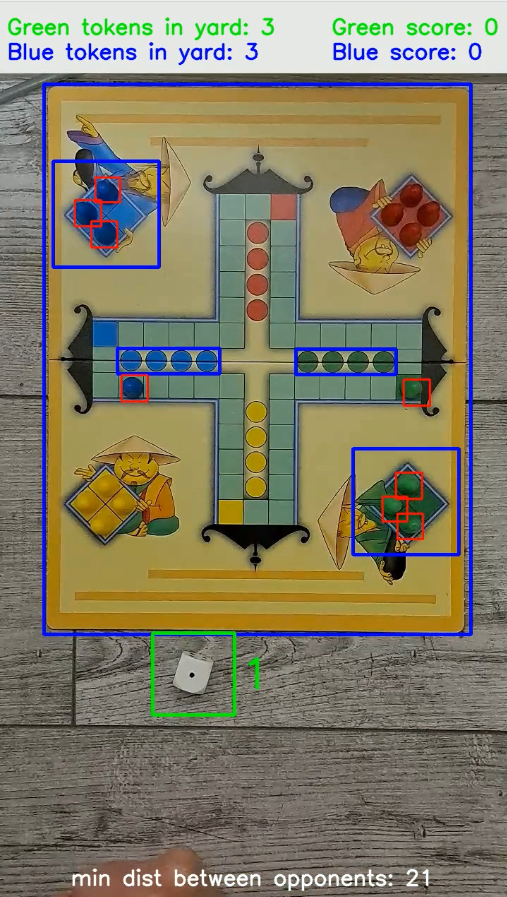 Green tokens in yard: 3 Green score: 0
Blue tokens in yard: 3 Blue score: 0
1
min dist between opponents: 21